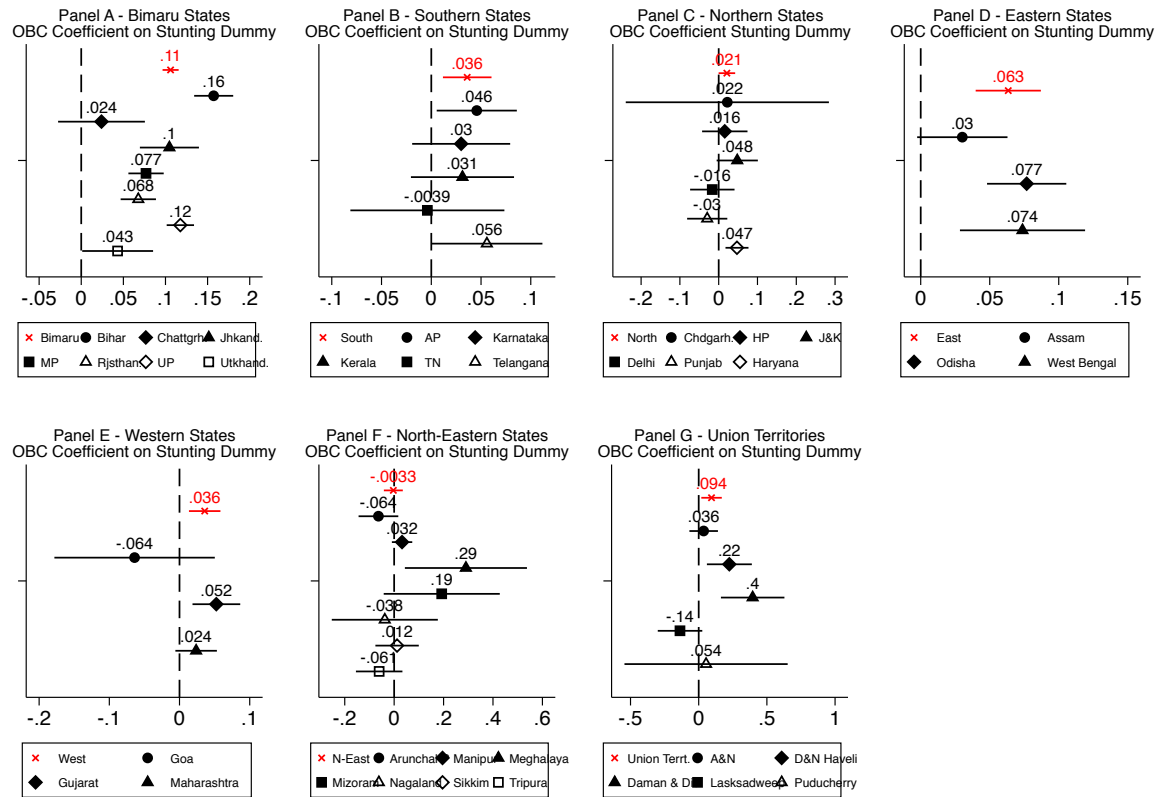 Panel A - Bimaru States
OBC Coefficient on Stunting Dummy
.11
.16
.024
.1
.077
.068
.12
.043
-.05 0 .05 .1 .15 .2
Bimaru Bihar Chattgrh Jhkand.
MP Rjsthan UP Utkhand.
Panel B - Southern States
OBC Coefficient on Stunting Dummy
.036
.046
.03
.031
-.0039
.056
-.1 0 .1
South AP Karnataka
Kerala TN Telangana
Panel C - Northern States
OBC Coefficient on Stunting Dummy
.021
.022
.016
.048
-.016
-.03
.047
-.2 -.1 0 .1 .2 .3
North Chdgarh. HP J&K
Delhi Punjab Haryana
Panel D - Eastern States
OBC Coefficient on Stunting Dummy
.063
.03
.077
.074
0 .05 .1 .15
East Assam
Odisha West Bengal
Panel E - Western States
OBC Coefficient on Stunting Dummy
.036
-.064
.052
.024
-.2 -.1 0 .1
West Goa
Gujarat Maharashtra
Panel F - North-Eastern States
OBC Coefficient on Stunting Dummy
-.0033
-.064
.032
.29
.19
-.038
.012
-.061
-.2 0 .2 .4 .6
N-East Arunchal Manipur Meghalaya
Mizoram Nagaland Sikkim Tripura
Panel G - Union Territories
OBC Coefficient on Stunting Dummy
.094
.036
.22
.4
-.14
.054
-.5 0 .5 1
Union Terrt. A&N D&N Haveli
Daman & D Lasksadwee Puducherry